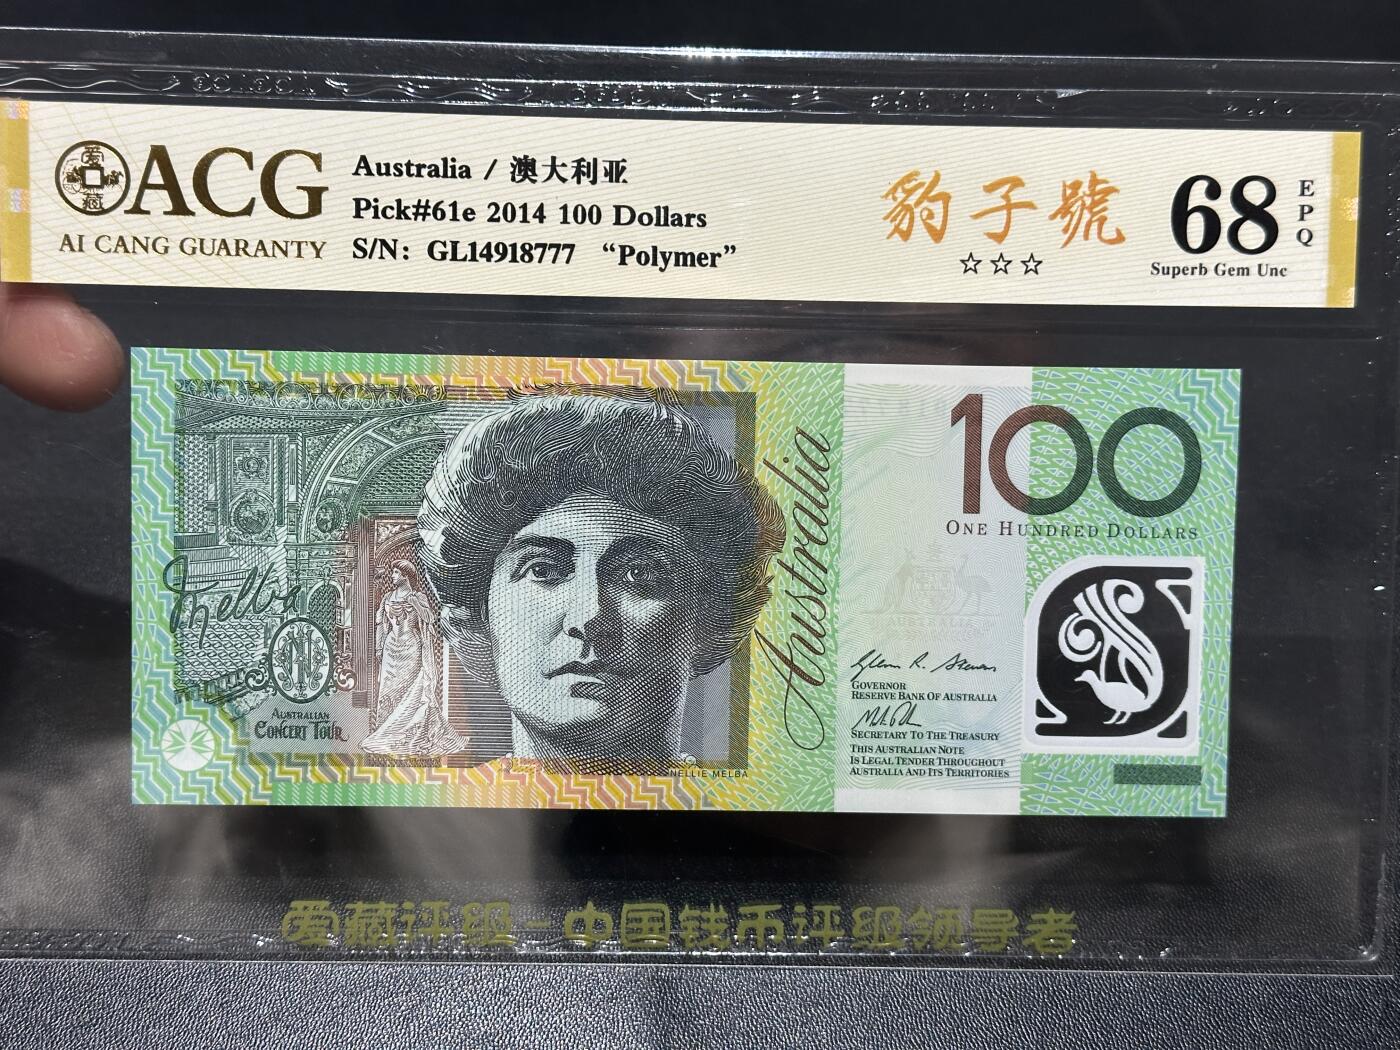 ACG
AI CANG GUARANTY
Australia / 澳大利亚
Pick#61e 2014 100 Dollars
S/N: GL14918777 “Polymer”
豹子號
☆☆☆
68
EPQ
Superb Gem Unc
100
ONE HUNDRED DOLLARS
Australia
Melba
AUSTRALIAN
CONCERT TOUR
NELLIE MELBA
AUSTRALIA
GOVERNOR
RESERVE BANK OF AUSTRALIA
SECRETARY TO THE TREASURY
THIS AUSTRALIAN NOTE
IS LEGAL TENDER THROUGHOUT
AUSTRALIA AND ITS TERRITORIES
爱藏评级-中国钱币评级领导者